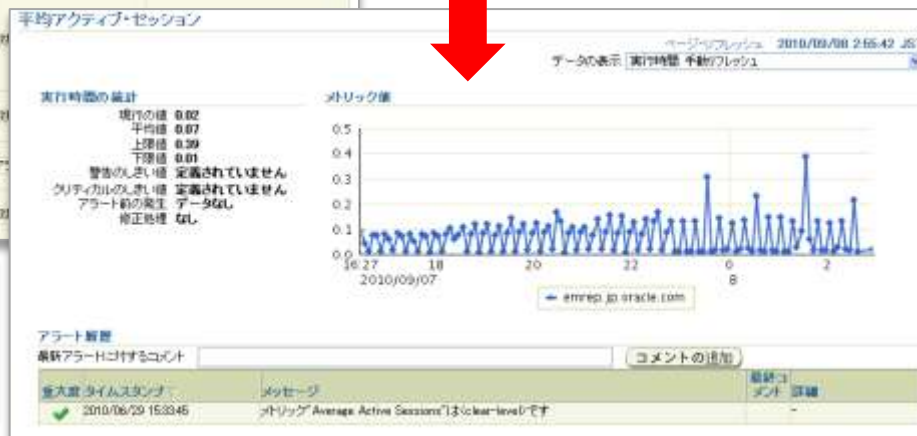 平均アクティブ・セッション
ページ・リフレッシュ 2010/09/08 2:55:42 JS
データの表示 実行時間: 手動リフレッシュ
実行時間の統計
現行の値 0.02
平均値 0.07
上限値 0.39
下限値 0.01
警告のしきい値 定義されていません
クリティカルのしきい値 定義されていません
アラート前の発生 データなし
修正処理 なし
メトリック値
0.5
0.4
0.3
0.2
0.1
0.0
16:27 18 20 22 0 2
2010/09/07 8
emrep.jp.oracle.com
アラート履歴
最新アラートに対するコメント コメントの追加
重大度 タイムスタンプ メッセージ 最終コメント 詳細
2010/06/29 15:33:45 メトリック"Average Active Sessions"は(clear-level)です -